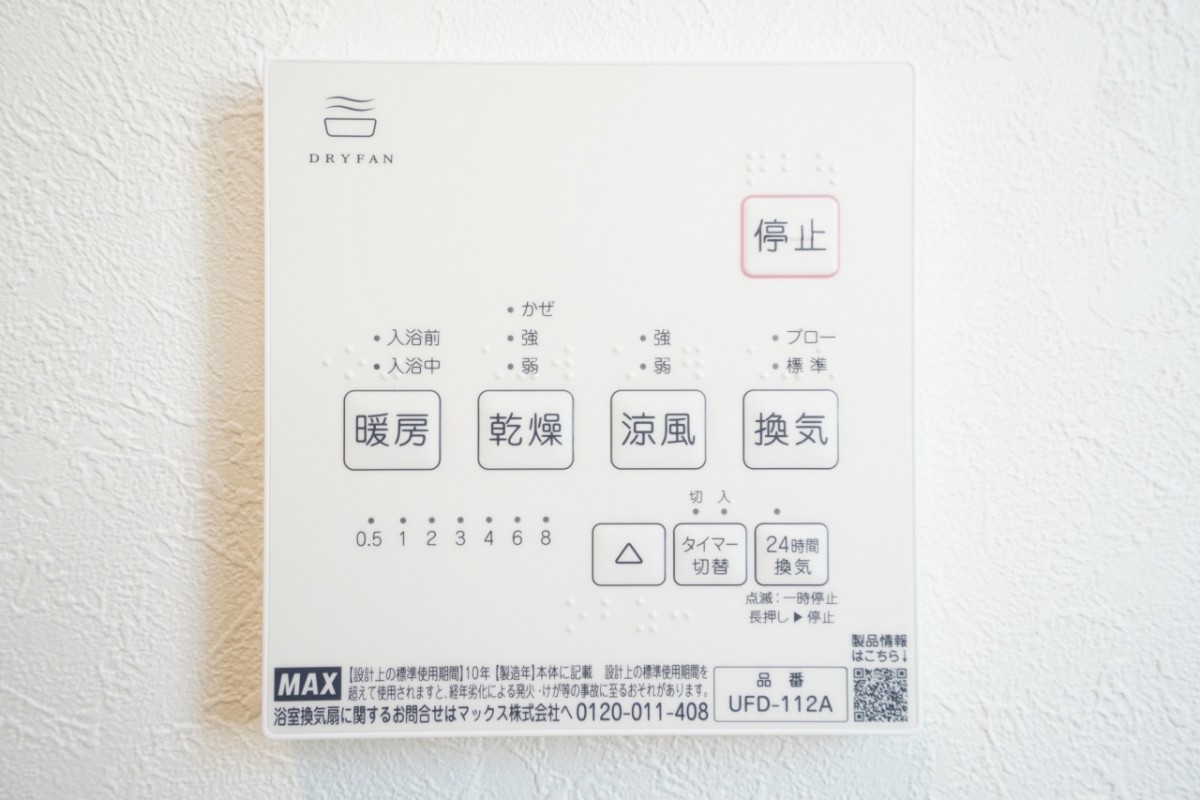 DRYFAN
停止
かぜ
入浴前
強
強
ブロー
入浴中
弱
弱
標準
暖房
乾燥
涼風
換気
切 入
0.5 1 2 3 4 6 8
△
タイマー
切替
24時間
換気
点滅:一時停止
長押し▶停止
製品情報
はこちら↓
MAX
【設計上の標準使用期間】10年 【製造年】本体に記載 設計上の標準使用期間を
超えて使用されますと、経年劣化による発火・けが等の事故に至るおそれがあります。
浴室換気扇に関するお問合せはマックス株式会社へ 0120-011-408
品番
UFD-112A